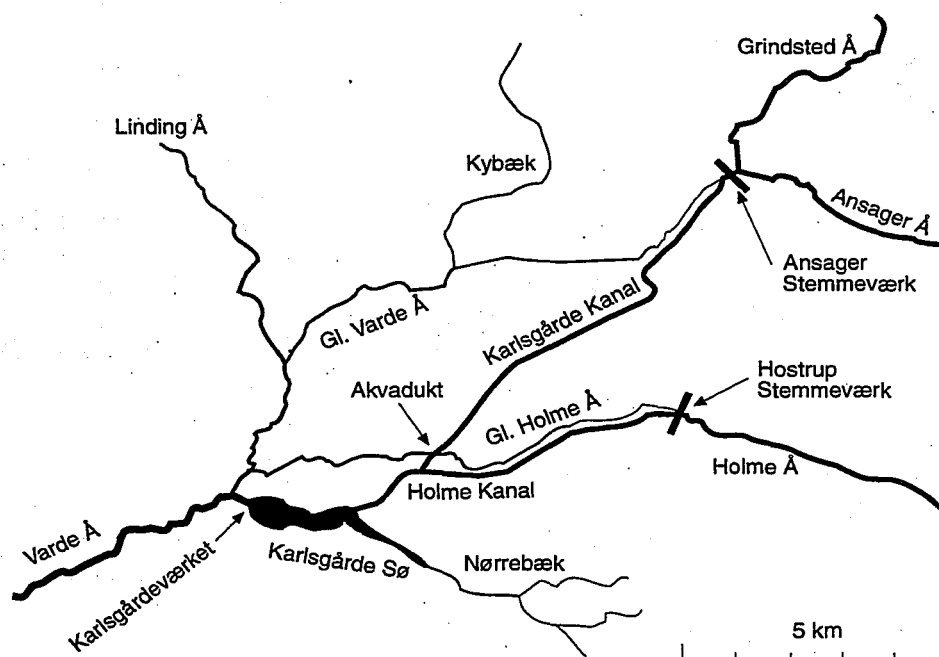 Grindsted Å
Linding Å
Kybæk
Ansager Å
Ansager
Stemmeværk
Gl. Varde Å
Karlsgårde Kanal
Hostrup
Stemmeværk
Akvadukt
Gl. Holme Å
Holme Å
Holme Kanal
Varde Å
Karlsgårde Sø
Nørrebæk
Karlsgårdeværket
5 km